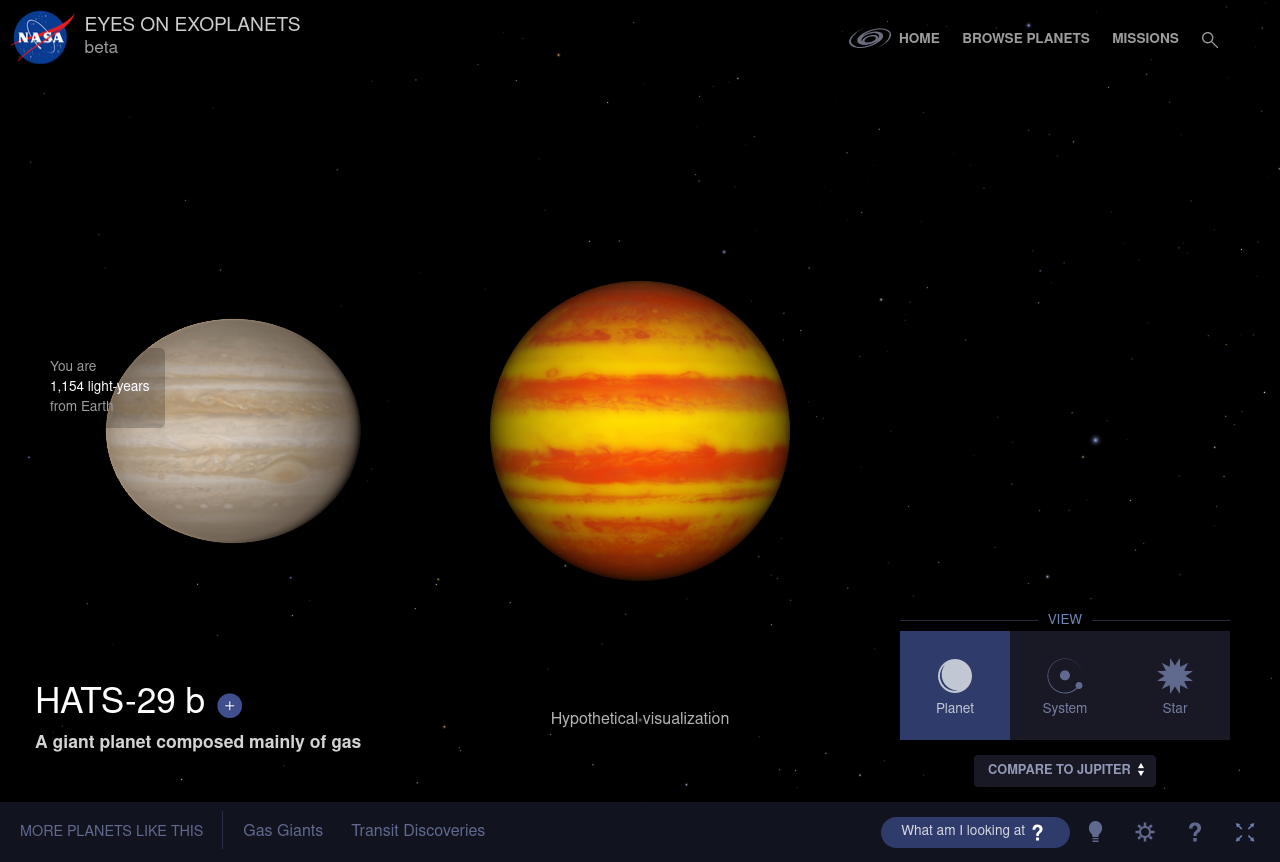 NASA
EYES ON EXOPLANETS
beta
HOME
BROWSE PLANETS
MISSIONS
You are
1,154 light-years
from Earth
VIEW
Planet
System
Star
HATS-29 b +
A giant planet composed mainly of gas
Hypothetical visualization
COMPARE TO JUPITER
MORE PLANETS LIKE THIS
Gas Giants
Transit Discoveries
What am I looking at ?
?